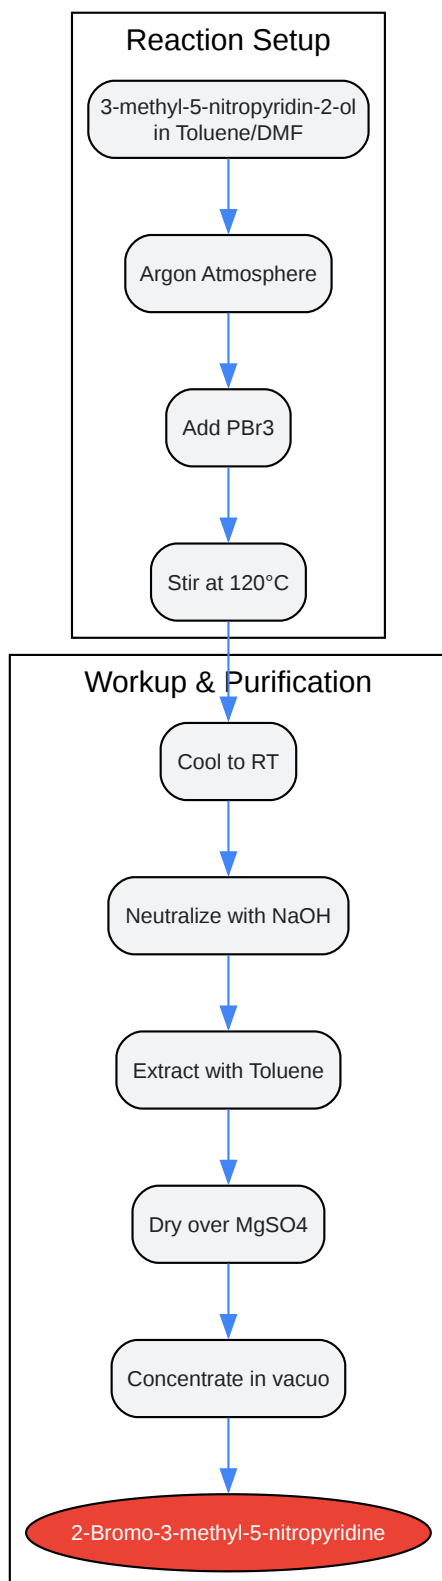 Reaction Setup
3-methyl-5-nitropyridin-2-ol
in Toluene/DMF
Argon Atmosphere
Add PBr3
Stir at 120°C
Workup & Purification
Cool to RT
Neutralize with NaOH
Extract with Toluene
Dry over MgSO4
Concentrate in vacuo
2-Bromo-3-methyl-5-nitropyridine